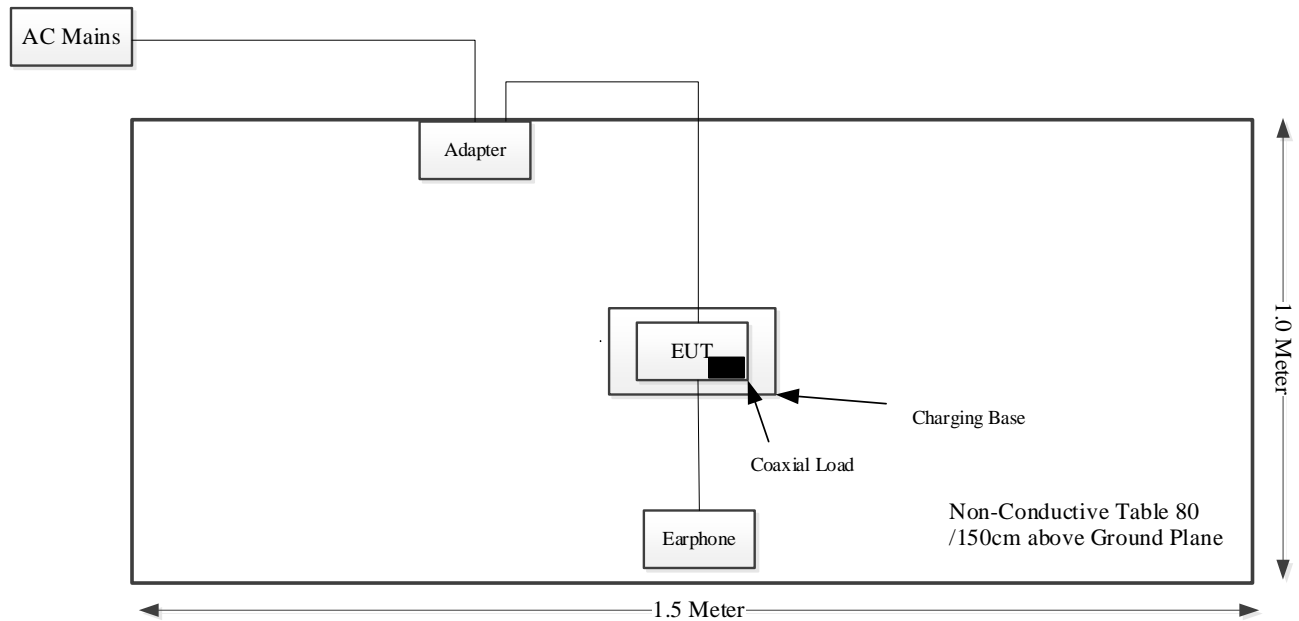 AC Mains
Adapter
EUT
Charging Base
Coaxial Load
Non-Conductive Table 80
/150cm above Ground Plane
Earphone
1.0 Meter
1.5 Meter